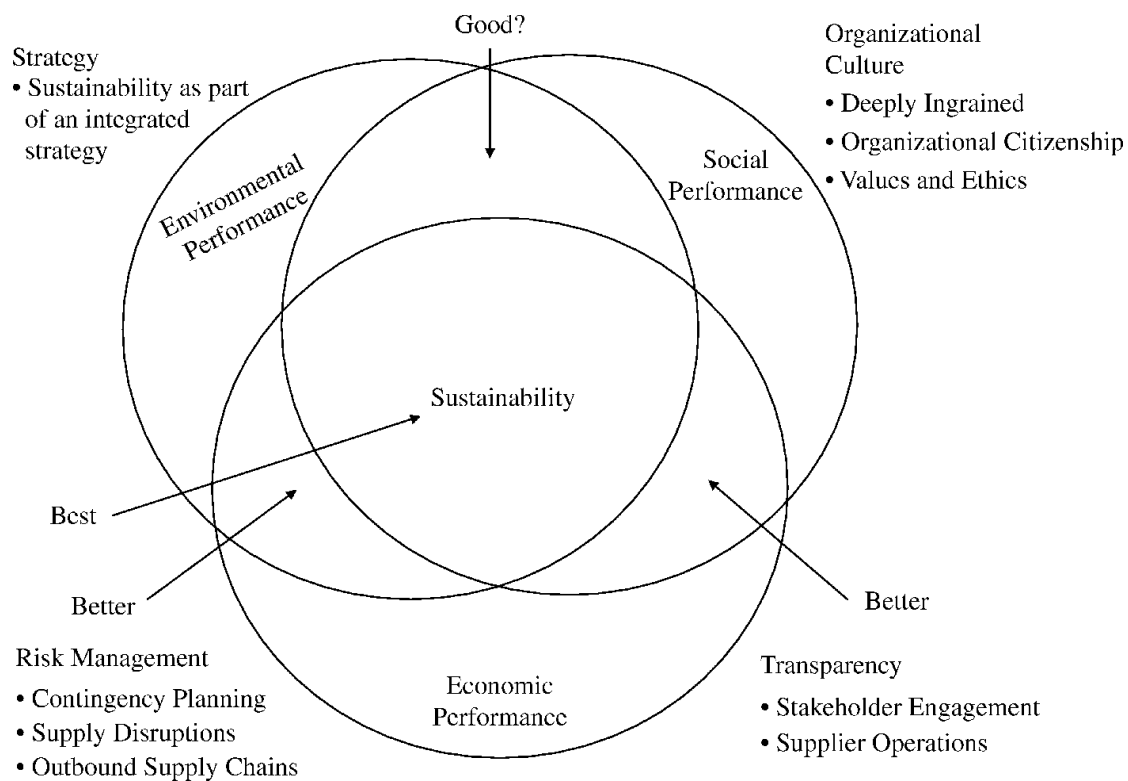 Good?
Strategy
• Sustainability as part
of an integrated
strategy
Organizational
Culture
• Deeply Ingrained
• Organizational Citizenship
• Values and Ethics
Environmental
Performance
Social
Performance
Sustainability
Best
Better
Better
Risk Management
• Contingency Planning
• Supply Disruptions
• Outbound Supply Chains
Economic
Performance
Transparency
• Stakeholder Engagement
• Supplier Operations